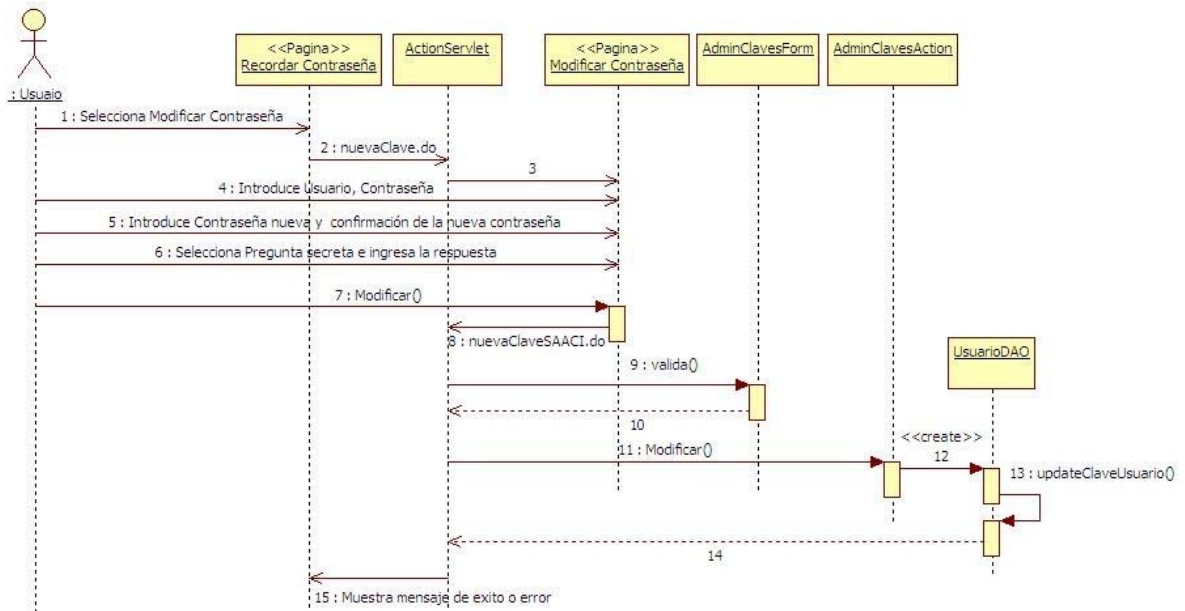 <<Pagina>>
Recordar Contraseña
ActionServlet
<<Pagina>>
Modificar Contraseña
AdminClavesForm
AdminClavesAction
: Usuaio
1 : Selecciona Modificar Contraseña
2 : nuevaClave.do
3
4 : Introduce Usuario, Contraseña
5 : Introduce Contraseña nueva y confirmación de la nueva contraseña
6 : Selecciona Pregunta secreta e ingresa la respuesta
7 : Modificar()
8 : nuevaClaveSAACI.do
UsuarioDAO
9 : valida()
10
<<create>>
11 : Modificar()
12
13 : updateClaveUsuario()
14
15 : Muestra mensaje de exito o error